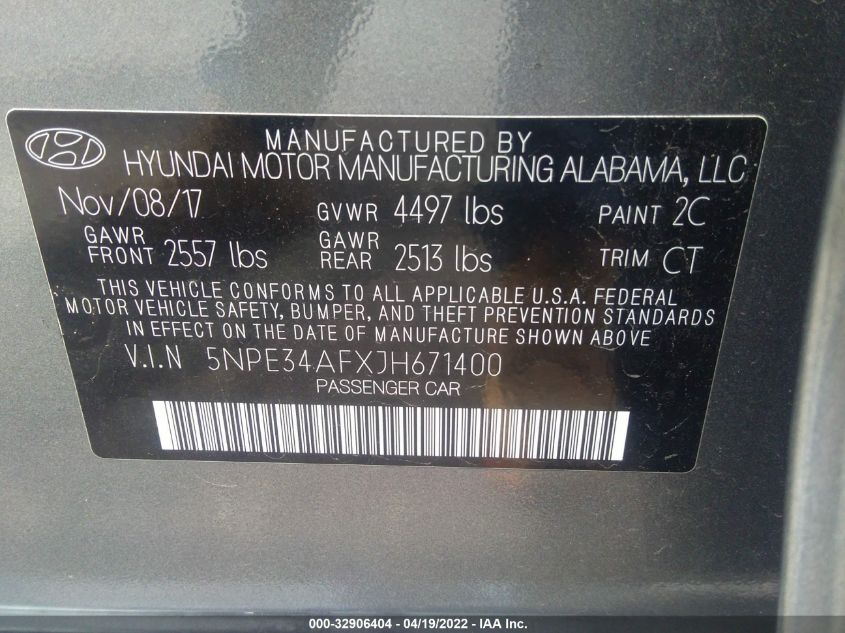 MANUFACTURED BY
HYUNDAI MOTOR MANUFACTURING ALABAMA, LLC
Nov/08/17 GVWR 4497 lbs PAINT 2C
GAWR FRONT 2557 lbs GAWR REAR 2513 lbs TRIM CT
THIS VEHICLE CONFORMS TO ALL APPLICABLE U.S.A. FEDERAL
MOTOR VEHICLE SAFETY, BUMPER, AND THEFT PREVENTION STANDARDS
IN EFFECT ON THE DATE OF MANUFACTURE SHOWN ABOVE
V.I.N 5NPE34AFXJH671400
PASSENGER CAR
000-32906404 - 04/19/2022 - IAA Inc.